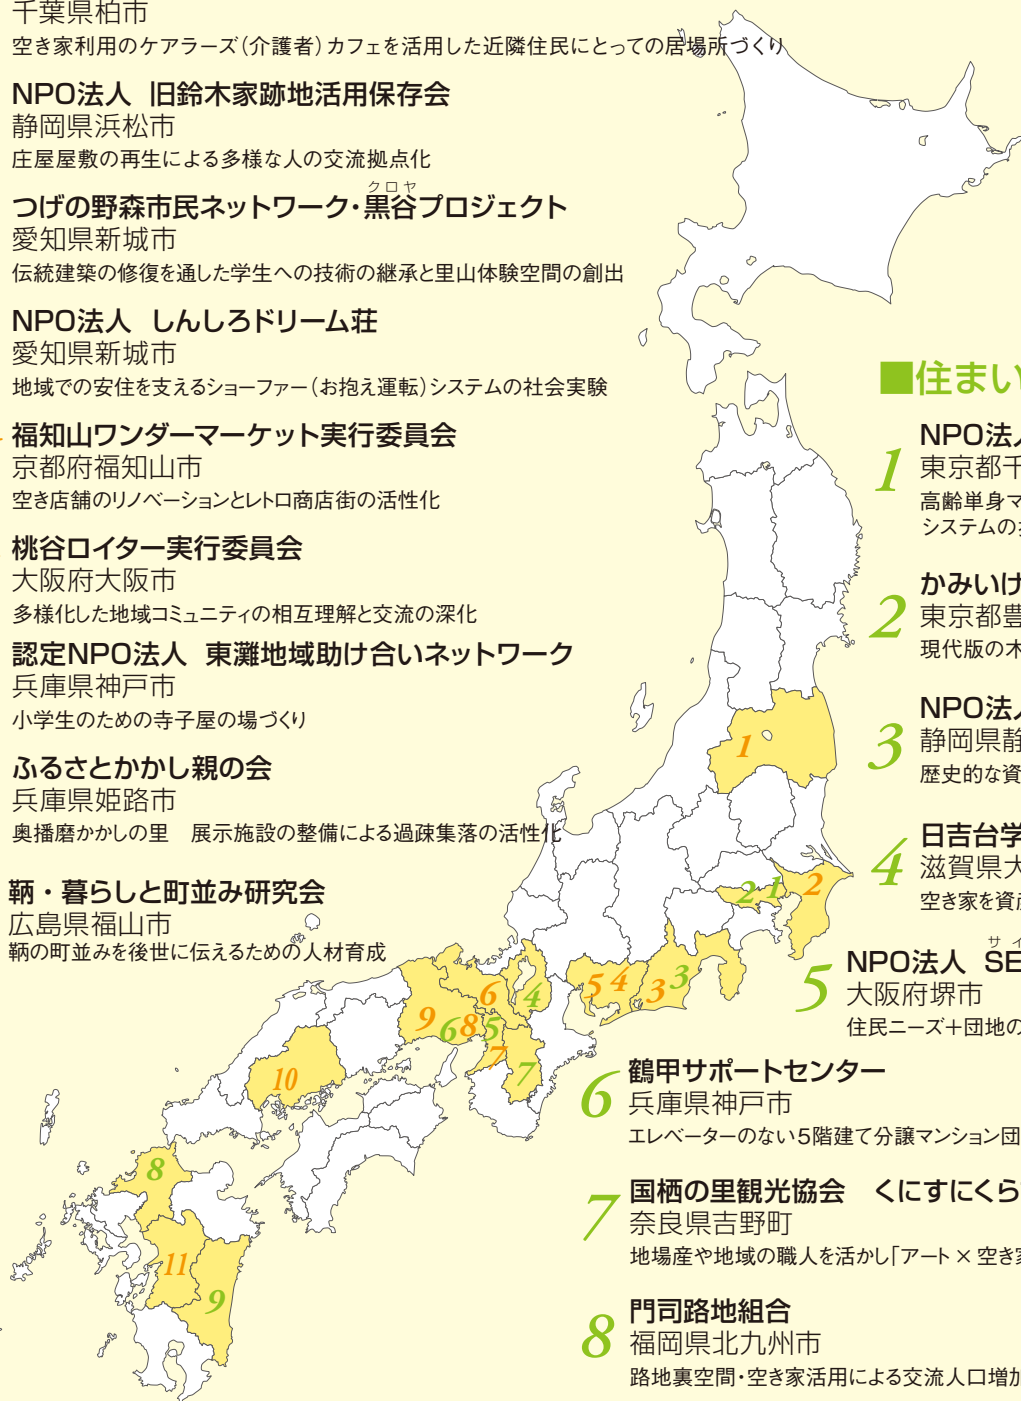 千葉県柏市
空き家利用のケアラーズ（介護者）カフェを活用した近隣住民にとっての居場所づくり
NPO法人　旧鈴木家跡地活用保存会
静岡県浜松市
庄屋屋敷の再生による多様な人の交流拠点化
クロヤ
つげの野森市民ネットワーク・黒谷プロジェクト
愛知県新城市
伝統建築の修復を通した学生への技術の継承と里山体験空間の創出
NPO法人　しんしろドリーム荘
愛知県新城市
地域での安住を支えるショーファー（お抱え運転）システムの社会実験
福知山ワンダーマーケット実行委員会
京都府福知山市
空き店舗のリノベーションとレトロ商店街の活性化
桃谷ロイター実行委員会
大阪府大阪市
多様化した地域コミュニティの相互理解と交流の深化
認定NPO法人　東灘地域助け合いネットワーク
兵庫県神戸市
小学生のための寺子屋の場づくり
ふるさとかかし親の会
兵庫県姫路市
奥播磨かかしの里　展示施設の整備による過疎集落の活性化
鞆・暮らしと町並み研究会
広島県福山市
鞆の町並みを後世に伝えるための人材育成
■住まい
1
NPO法人
東京都千
高齢単身マ
システムの
2
かみいけ
東京都豊
現代版の木
3
NPO法人
静岡県静
歴史的な資
4
日吉台学
滋賀県大
空き家を資産
サイ
5
NPO法人　SE
大阪府堺市
住民ニーズ＋団地の
6
鶴甲サポートセンター
兵庫県神戸市
エレベーターのない5階建て分譲マンション団
7
国栖の里観光協会　くにすにくら
奈良県吉野町
地場産や地域の職人を活かし「アート×空き家
8
門司路地組合
福岡県北九州市
路地裏空間・空き家活用による交流人口増加
1
2
1
2
5
4
3
3
6
4
9
6
8
5
7
7
10
8
11
9